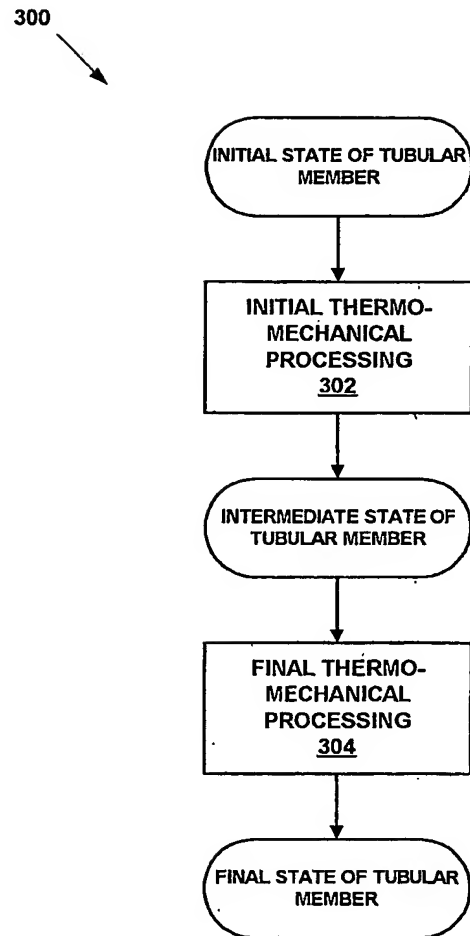 300
INITIAL STATE OF TUBULAR
MEMBER
INITIAL THERMO-
MECHANICAL
PROCESSING
302
INTERMEDIATE STATE OF
TUBULAR MEMBER
FINAL THERMO-
MECHANICAL
PROCESSING
304
FINAL STATE OF TUBULAR
MEMBER